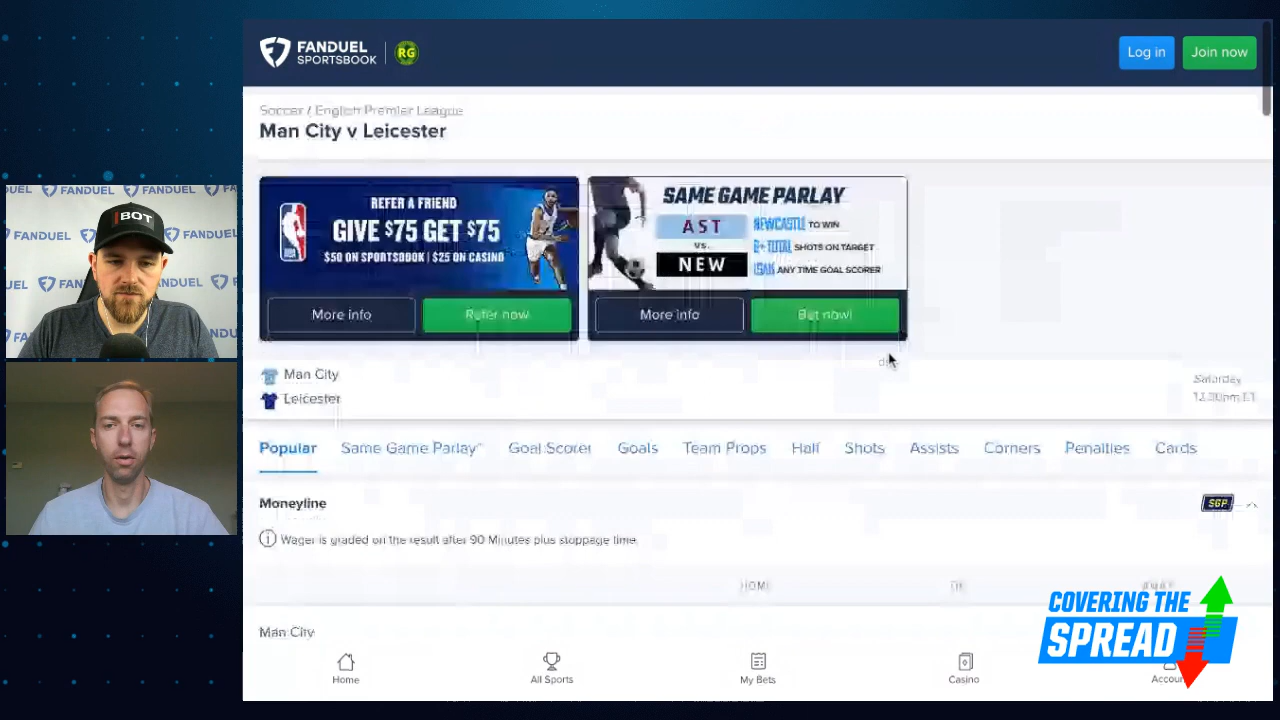 FANDUEL
SPORTSBOOK
RG
Log in
Join now
Soccer / English Premier League
Man City v Leicester
REFER A FRIEND
GIVE $75 GET $75
$50 ON SPORTSBOOK | $25 ON CASINO
More info
Refer now
SAME GAME PARLAY
AST
VS.
NEW
NEWCASTLE TO WIN
TOTAL SHOTS ON TARGET
ISAK ANY TIME GOAL SCORER
More info
Bet now!
Man City
Leicester
Saturday
Popular
Same Game Parlay™
Goal Scorer
Goals
Team Props
Half
Shots
Assists
Corners
Penalties
Cards
Moneyline
SGP
Wager is graded on the result after 90 Minutes plus stoppage time.
HOME
TIE
Man City
Home
All Sports
My Bets
Casino
Account
COVERING THE
SPREAD
FANDUEL
FANDUEL
FANDUEL
FANDUEL
BOT